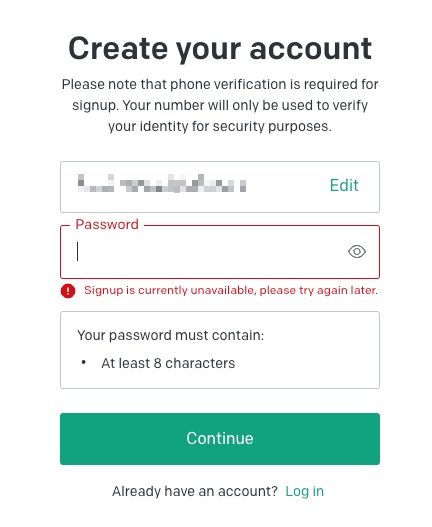 Create your account
Please note that phone verification is required for
signup. Your number will only be used to verify
your identity for security purposes.
Edit
Password
Signup is currently unavailable, please try again later.
Your password must contain:
• At least 8 characters
Continue
Already have an account? Log in